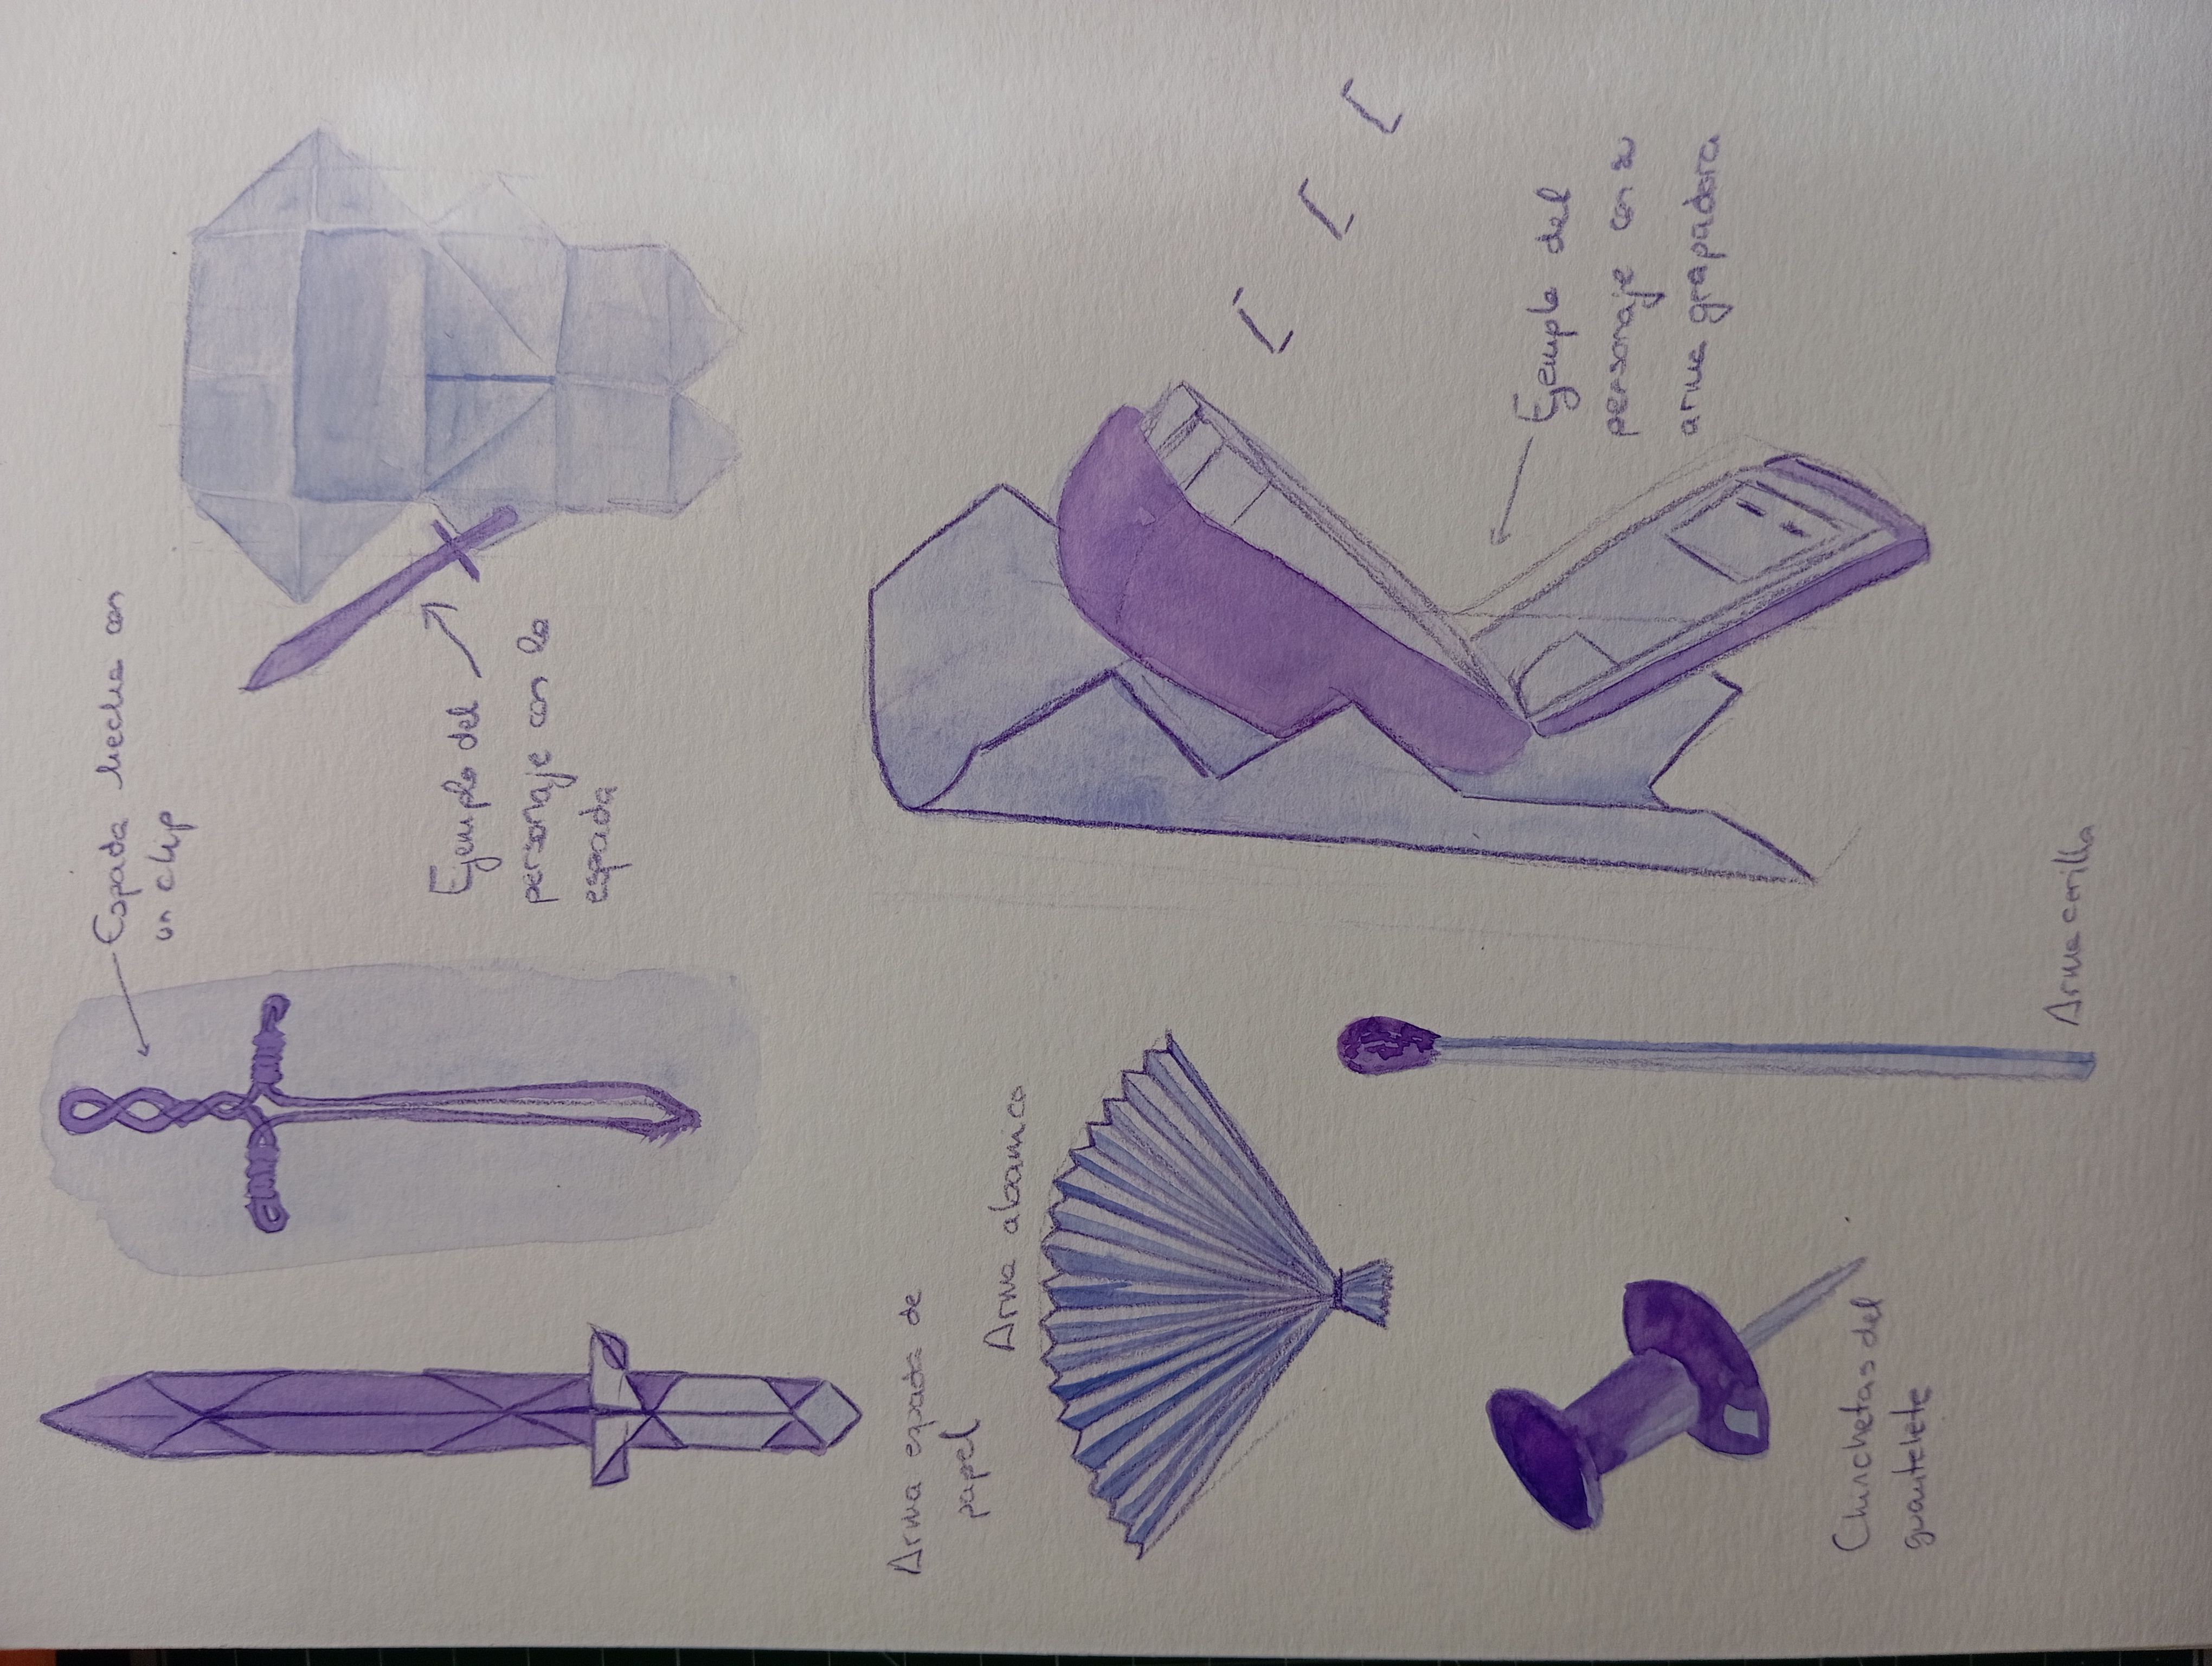 Espada hecha con
un clip
Ejemplo del
personaje con la
espada
Arma espada de
papel
Arma abanico
Ejemplo del
personaje con su
arma grapadora
Chinchetas del
guantelete
Arma cerilla